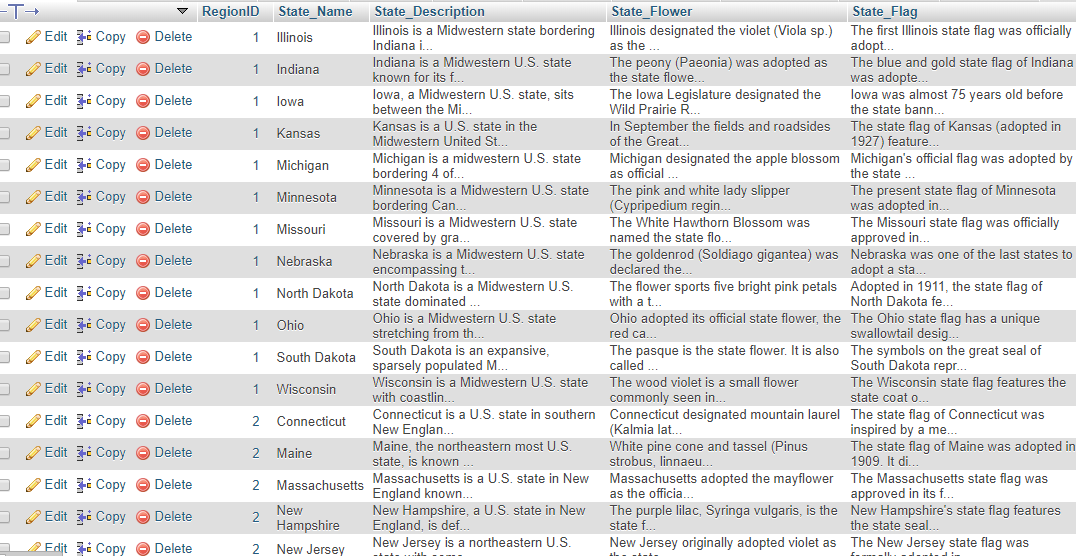 RegionID State_Name State_Description State_Flower State_Flag
Edit Copy Delete 1 Illinois Illinois is a Midwestern state bordering Illinois designated the violet (Viola sp.) The first Illinois state flag was officially
Indiana i... as the ... adopt...
Edit Copy Delete 1 Indiana Indiana is a Midwestern U.S. state The peony (Paeonia) was adopted as The blue and gold state flag of Indiana
known for its f... the state flowe... was adopte...
Edit Copy Delete 1 Iowa Iowa, a Midwestern U.S. state, sits The Iowa Legislature designated the Iowa was almost 75 years old before
between the Mi... Wild Prairie R... the state bann...
Edit Copy Delete 1 Kansas Kansas is a U.S. state in the In September the fields and roadsides The state flag of Kansas (adopted in
Midwestern United St... of the Great... 1927) feature...
Edit Copy Delete 1 Michigan Michigan is a midwestern U.S. state Michigan designated the apple blossom Michigan's official flag was adopted by
bordering 4 of... as official ... the state ...
Edit Copy Delete 1 Minnesota Minnesota is a Midwestern U.S. state The pink and white lady slipper The present state flag of Minnesota
bordering Can... (Cypripedium regin... was adopted in...
Edit Copy Delete 1 Missouri Missouri is a Midwestern U.S. state The White Hawthorn Blossom was The Missouri state flag was officially
covered by gra... named the state flo... approved in...
Edit Copy Delete 1 Nebraska Nebraska is a Midwestern U.S. state The goldenrod (Soldiago gigantea) was Nebraska was one of the last states to
encompassing t... declared the... adopt a sta...
Edit Copy Delete 1 North Dakota North Dakota is a Midwestern U.S. The flower sports five bright pink petals Adopted in 1911, the state flag of
state dominated ... with a t... North Dakota fe...
Edit Copy Delete 1 Ohio Ohio is a Midwestern U.S. state Ohio adopted its official state flower, the The Ohio state flag has a unique
stretching from th... red ca... swallowtail desig...
Edit Copy Delete 1 South Dakota South Dakota is an expansive, The pasque is the state flower. It is also The symbols on the great seal of
sparsely populated M... called ... South Dakota repr...
Edit Copy Delete 1 Wisconsin Wisconsin is a Midwestern U.S. state The wood violet is a small flower The Wisconsin state flag features the
with coastlin... commonly seen in... state coat o...
Edit Copy Delete 2 Connecticut Connecticut is a U.S. state in southern Connecticut designated mountain laurel The state flag of Connecticut was
New Englan... (Kalmia lat... inspired by a me...
Edit Copy Delete 2 Maine Maine, the northeastern most U.S. White pine cone and tassel (Pinus The state flag of Maine was adopted in
state, is known ... strobus, linnaeu... 1909. It di...
Edit Copy Delete 2 Massachusetts Massachusetts is a U.S. state in New Massachusetts adopted the mayflower The Massachusetts state flag was
England known... as the officia... approved in its f...
Edit Copy Delete 2 New New Hampshire, a U.S. state in New The purple lilac, Syringa vulgaris, is the New Hampshire's state flag features
Hampshire England, is def... state f... the state seal...
Edit Copy Delete 2 New Jersey New Jersey is a northeastern U.S. New Jersey originally adopted violet as The New Jersey state flag was